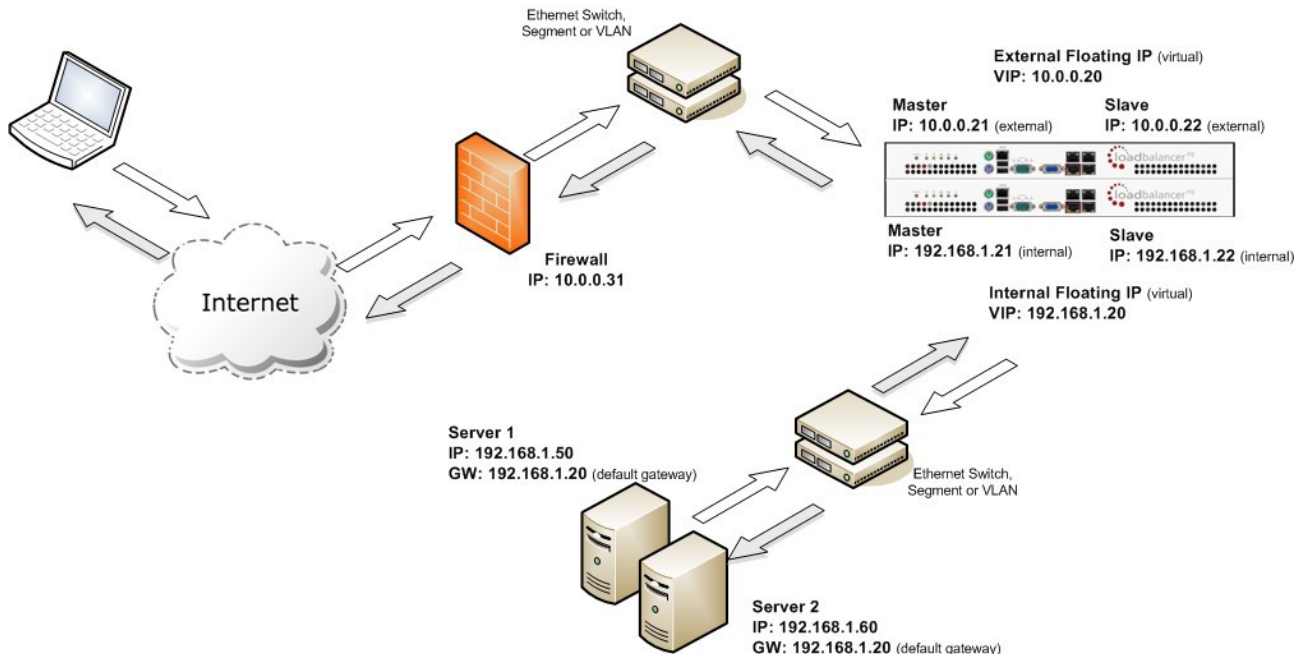 Ethernet Switch,
Segment or VLAN
External Floating IP (virtual)
VIP: 10.0.0.20
Master
IP: 10.0.0.21 (external)
Slave
IP: 10.0.0.22 (external)
loadbalancer.org
loadbalancer.org
Master
IP: 192.168.1.21 (internal)
Slave
IP: 192.168.1.22 (internal)
Firewall
IP: 10.0.0.31
Internet
Internal Floating IP (virtual)
VIP: 192.168.1.20
Server 1
IP: 192.168.1.50
GW: 192.168.1.20 (default gateway)
Ethernet Switch,
Segment or VLAN
Server 2
IP: 192.168.1.60
GW: 192.168.1.20 (default gateway)